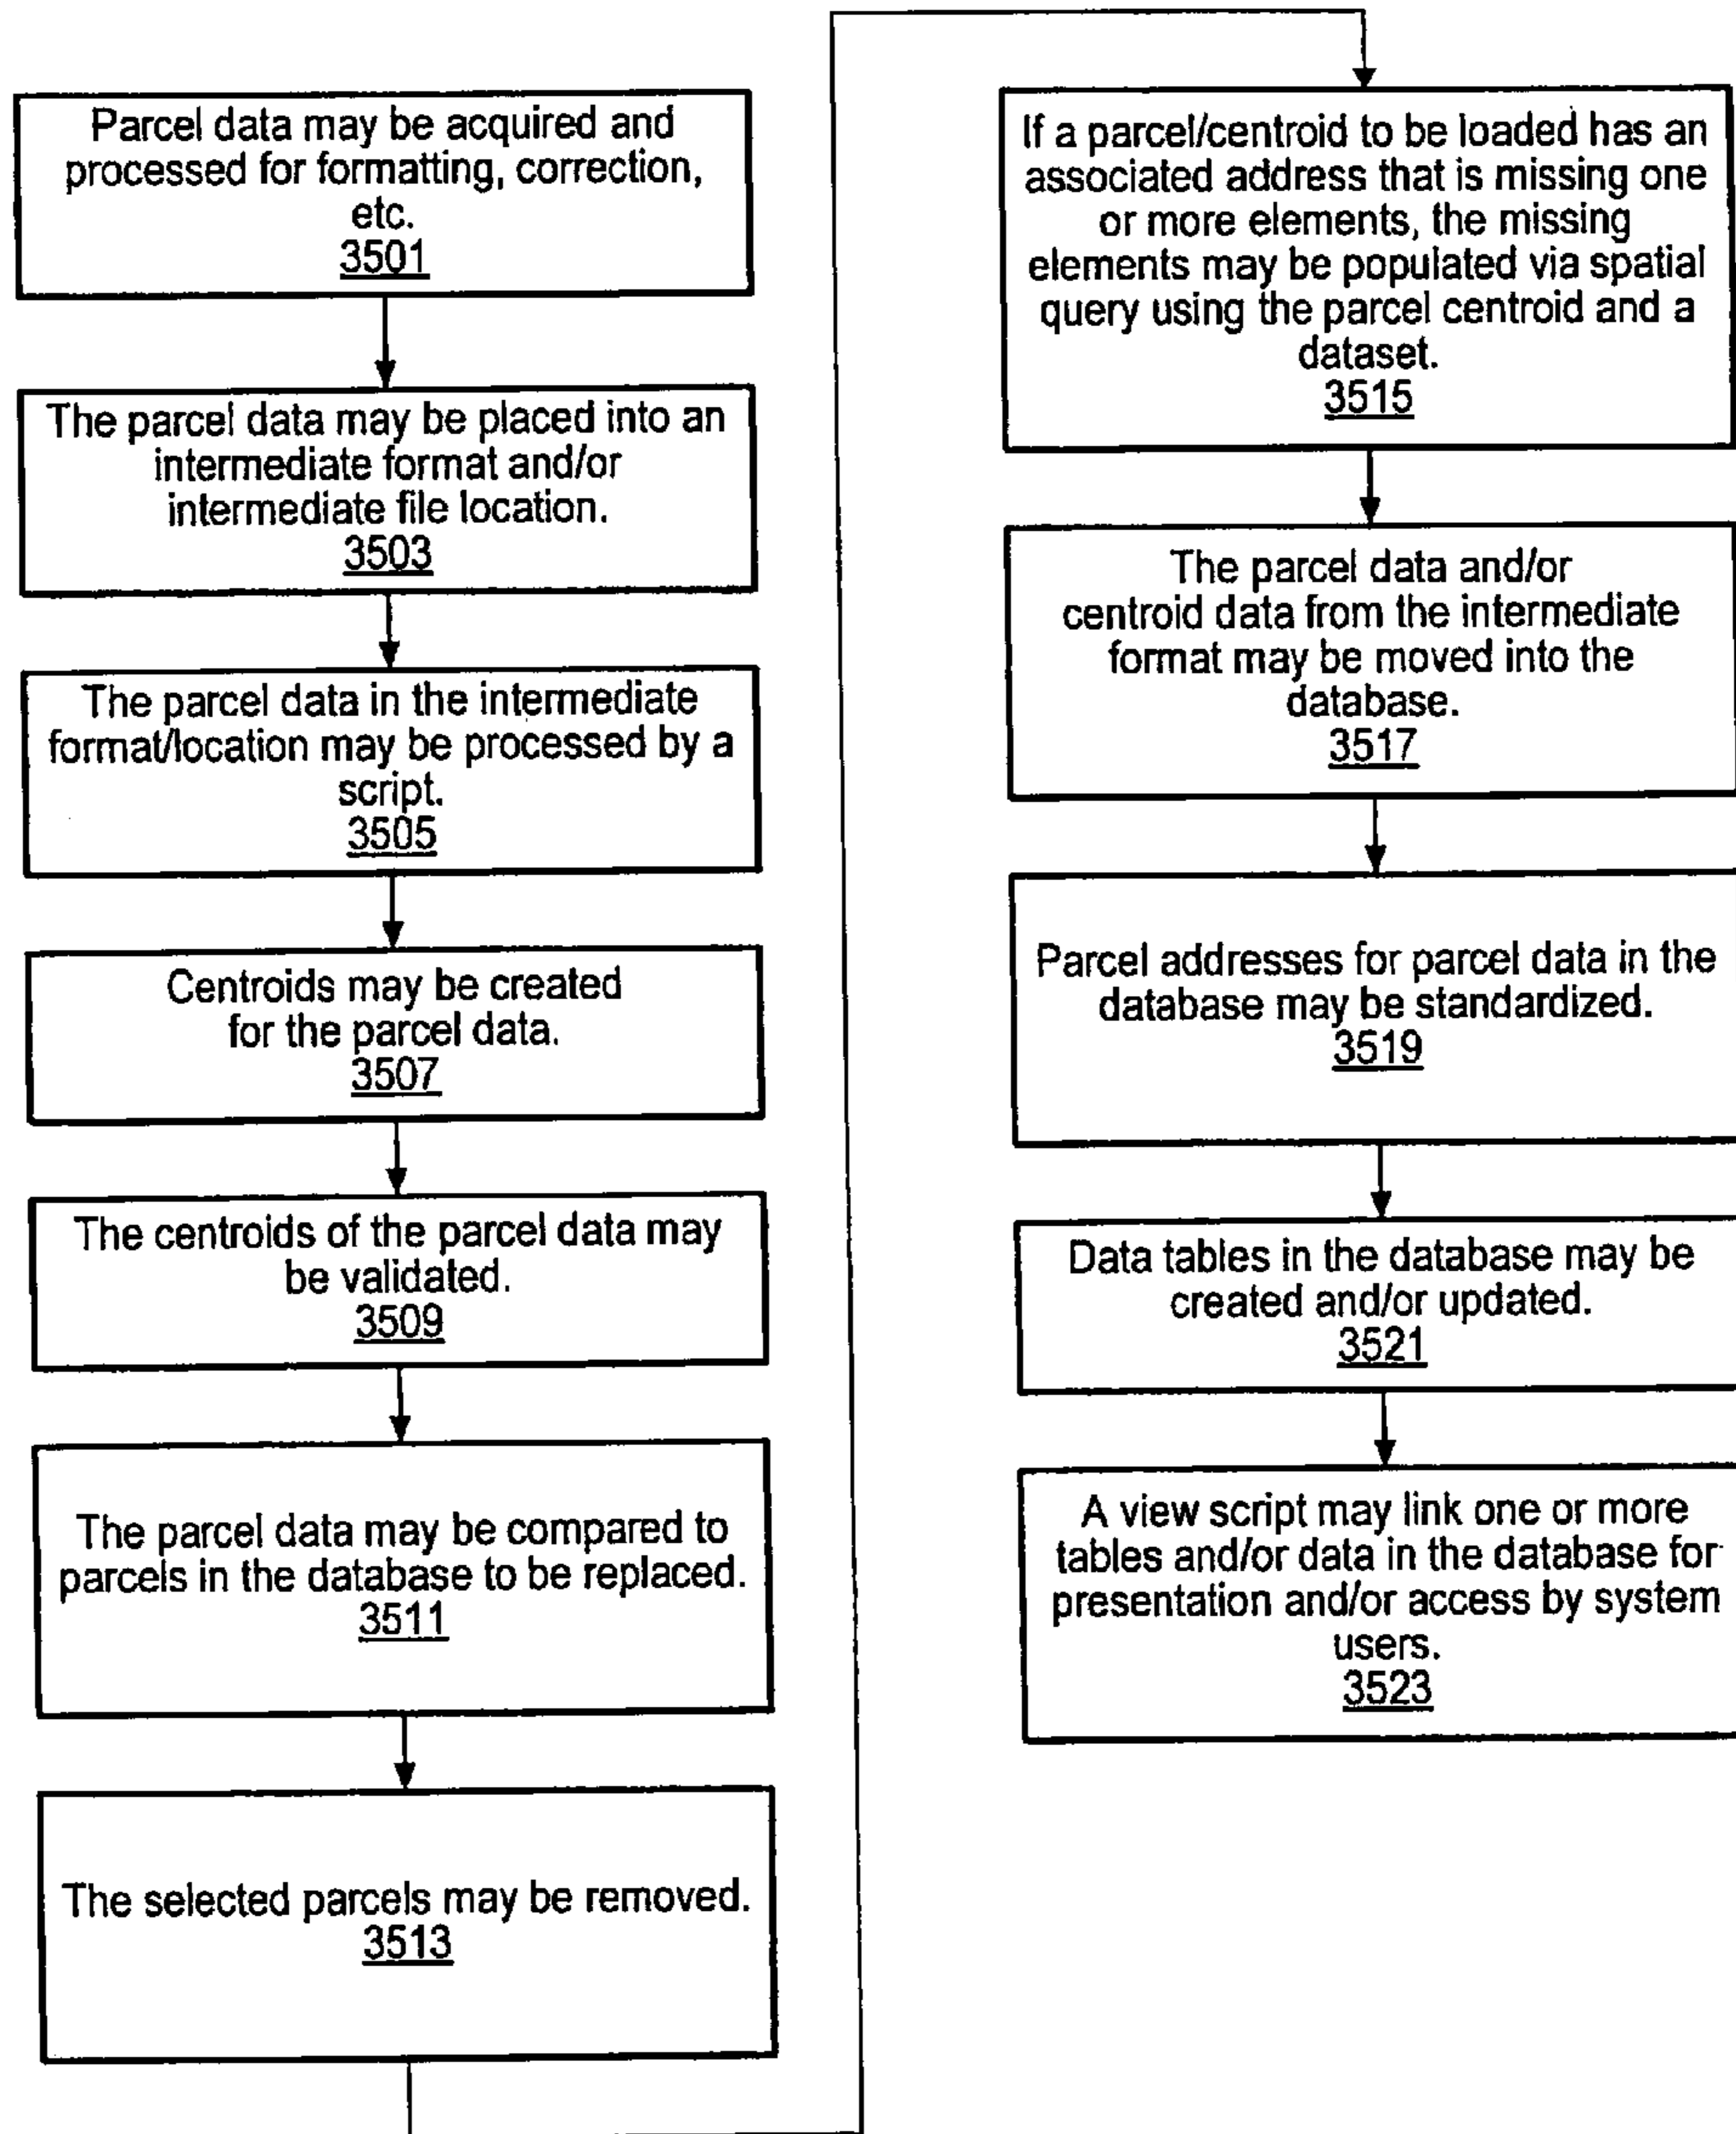 Parcel data may be acquired and
processed for formatting, correction,
etc.
3501
The parcel data may be placed into an
intermediate format and/or
intermediate file location.
3503
The parcel data in the intermediate
format/location may be processed by a
script.
3505
Centroids may be created
for the parcel data.
3507
The centroids of the parcel data may
be validated.
3509
The parcel data may be compared to
parcels in the database to be replaced.
3511
The selected parcels may be removed.
3513
If a parcel/centroid to be loaded has an
associated address that is missing one
or more elements, the missing
elements may be populated via spatial
query using the parcel centroid and a
dataset.
3515
The parcel data and/or
centroid data from the intermediate
format may be moved into the
database.
3517
Parcel addresses for parcel data in the
database may be standardized.
3519
Data tables in the database may be
created and/or updated.
3521
A view script may link one or more
tables and/or data in the database for
presentation and/or access by system
users.
3523